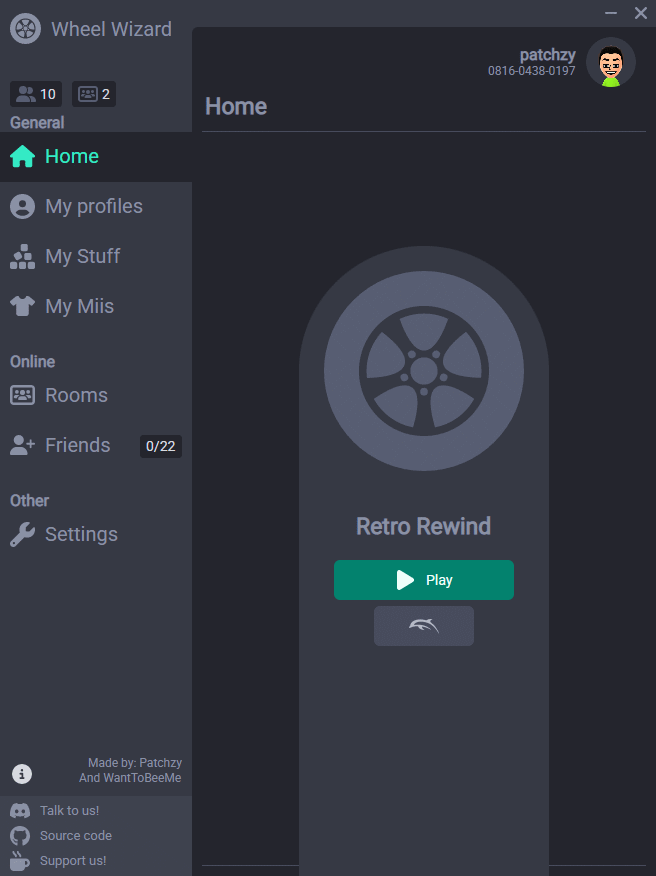 Wheel Wizard
patchzy
0816-0438-0197
10
2
General
Home
Home
My profiles
My Stuff
My Miis
Online
Rooms
Friends
0/22
Other
Settings
Retro Rewind
Play
Made by: Patchzy
And WantToBeeMe
Talk to us!
Source code
Support us!